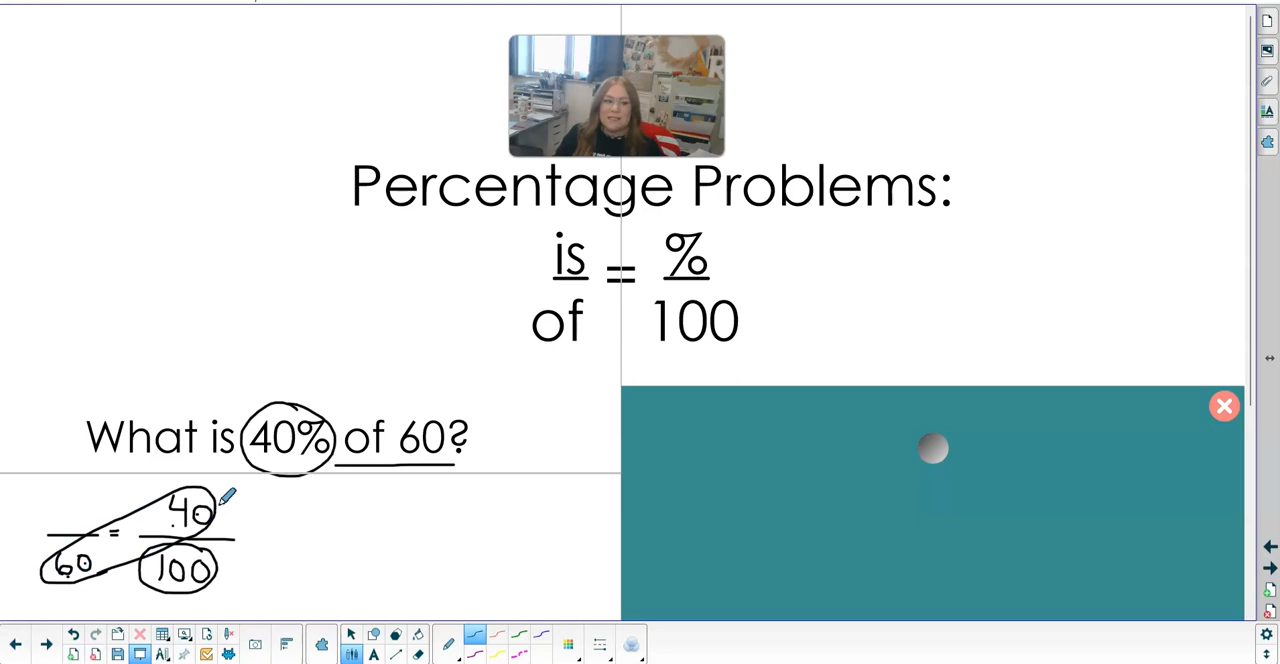 Percentage Problems:
is = %
of 100
What is 40% of 60?
= 40
60 100